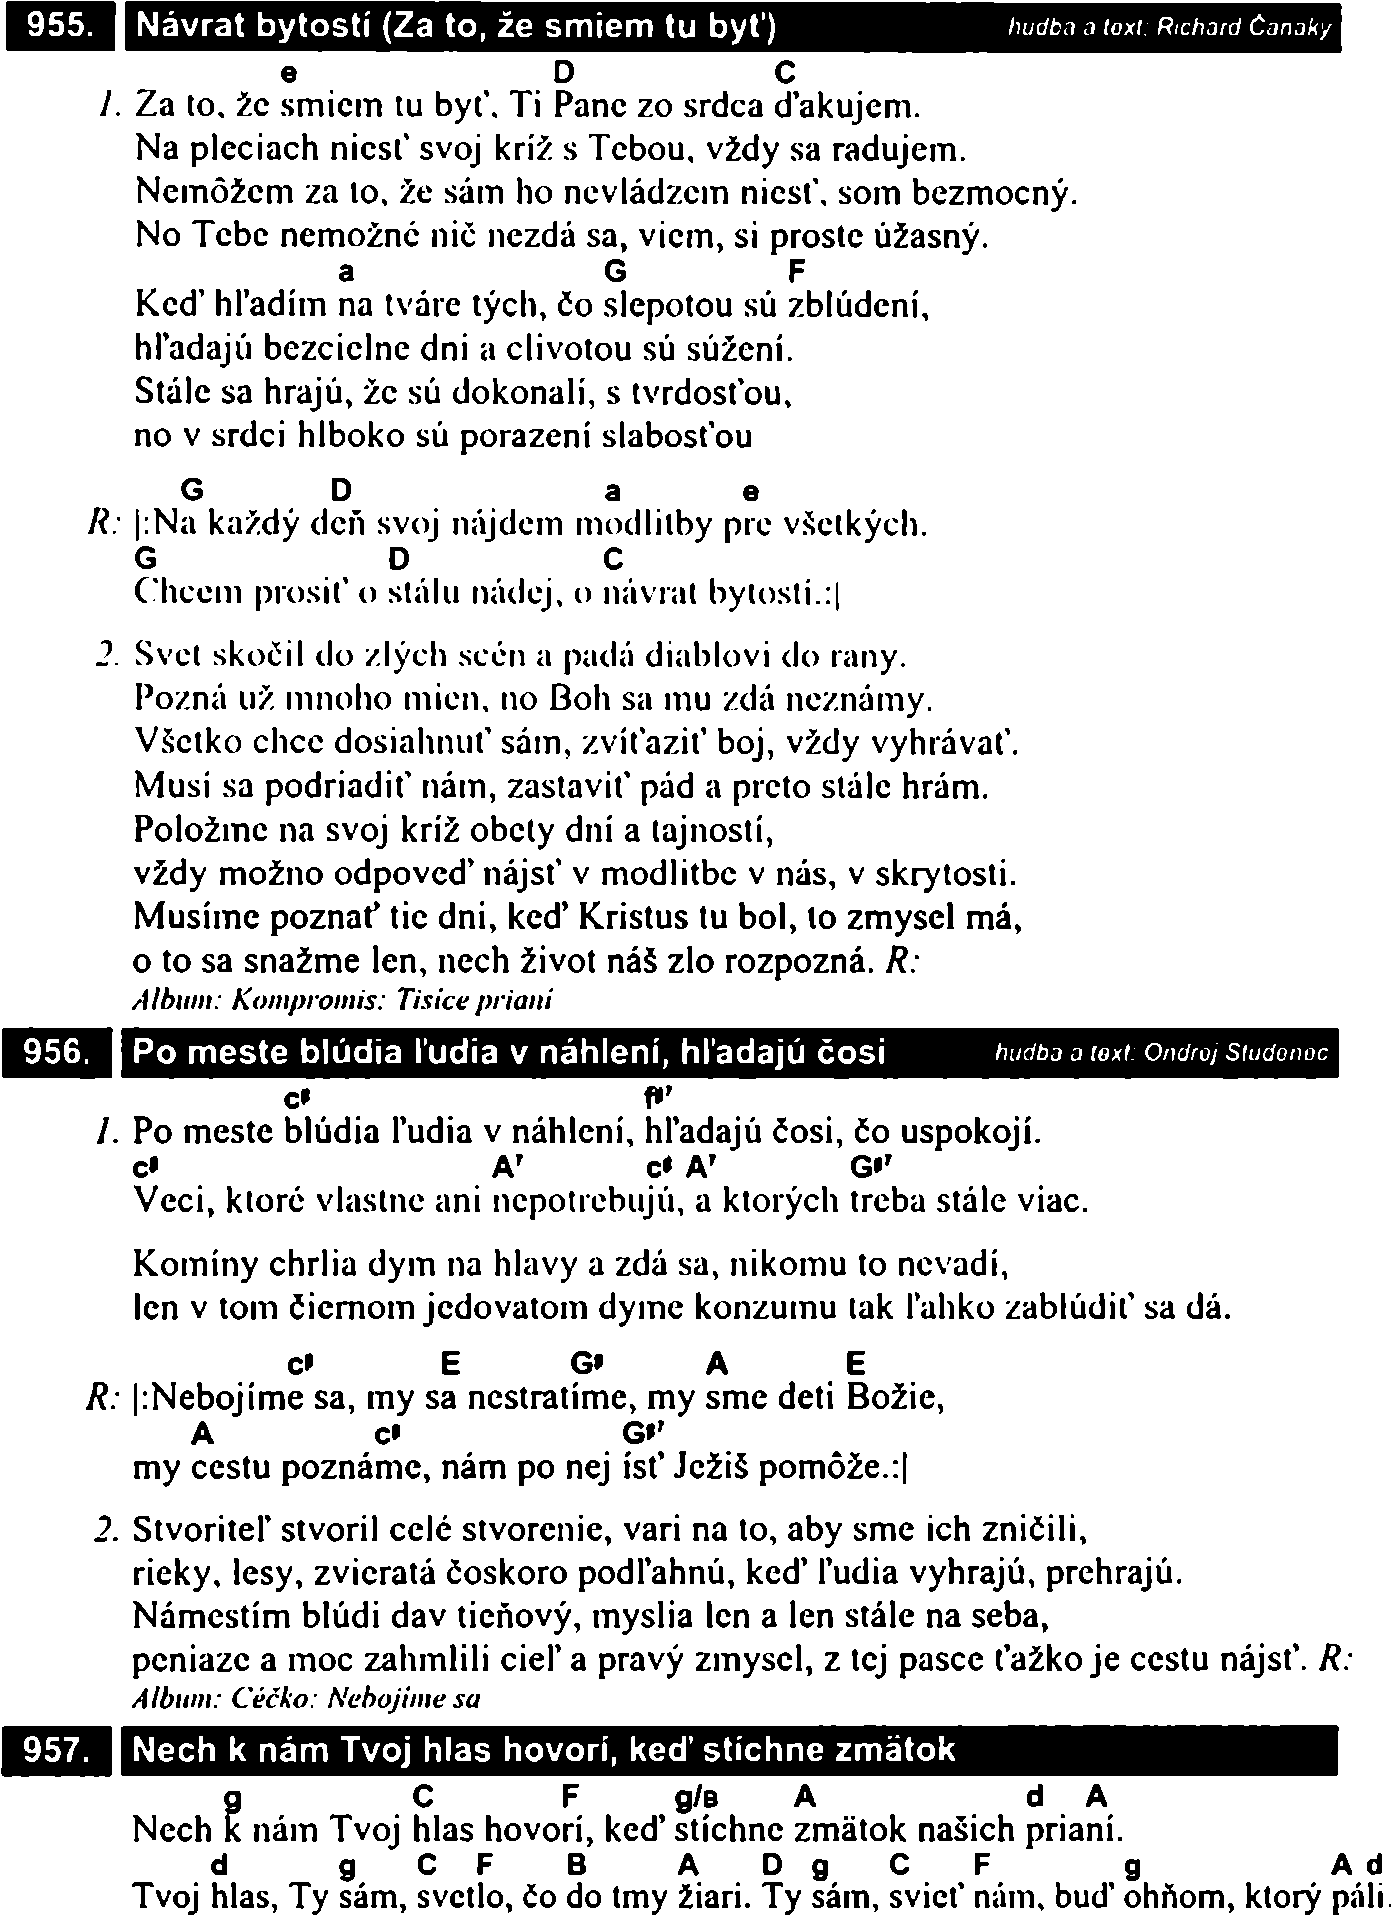 955. Návrat bytostí (Za to, že smiem tu byť) hudba a text: Richard Čanaky
e D C
1. Za to, že smiem tu byť, Ti Pane zo srdca ďakujem.
Na pleciach niesť svoj kríž s Tebou, vždy sa radujem.
Nemôžem za to, že sám ho nevládzem niesť, som bezmocný.
No Tebe nemožné nič nezdá sa, viem, si proste úžasný.
a G F
Keď hľadím na tváre tých, čo slepotou sú zblúdení,
hľadajú bezcielne dni a clivotou sú súžení.
Stále sa hrajú, že sú dokonalí, s tvrdosťou,
no v srdci hlboko sú porazení slabosťou
G D a e
R: |:Na každý deň svoj nájdem modlitby pre všetkých.
G D C
Chcem prosiť o stálu nádej, o návrat bytostí.:|
2. Svet skočil do zlých scén a padá diablovi do rany.
Pozná už mnoho mien, no Boh sa mu zdá neznámy.
Všetko chce dosiahnuť sám, zvíťaziť boj, vždy vyhrávať.
Musí sa podriadiť nám, zastaviť pád a preto stále hrám.
Položme na svoj kríž obety dní a tajností,
vždy možno odpoveď nájsť v modlitbe v nás, v skrytosti.
Musíme poznať tie dni, keď Kristus tu bol, to zmysel má,
o to sa snažme len, nech život náš zlo rozpozná. R:
Album: Kompromis: Tisíce prianí
956. Po meste blúdia ľudia v náhlení, hľadajú čosi hudba a text: Ondrej Studenec
c# f#7
1. Po meste blúdia ľudia v náhlení, hľadajú čosi, čo uspokojí.
c# A7 c# A7 G#7
Veci, ktoré vlastne ani nepotrebujú, a ktorých treba stále viac.
Komíny chrlia dym na hlavy a zdá sa, nikomu to nevadí,
len v tom čiernom jedovatom dyme konzumu tak ľahko zablúdiť sa dá.
c# E G# A E
R: |:Nebojíme sa, my sa nestratíme, my sme deti Božie,
A c# G#7
my cestu poznáme, nám po nej ísť Ježiš pomôže.:|
2. Stvoriteľ stvoril celé stvorenie, vari na to, aby sme ich zničili,
rieky, lesy, zvieratá čoskoro podľahnú, keď ľudia vyhrajú, prehrajú.
Námestím blúdi dav tieňový, myslia len a len stále na seba,
peniaze a moc zahmlili cieľ a pravý zmysel, z tej pasce ťažko je cestu nájsť. R:
Album: Céčko: Nebojíme sa
957. Nech k nám Tvoj hlas hovorí, keď stíchne zmätok
g C F g/B A d A
Nech k nám Tvoj hlas hovorí, keď stíchne zmätok našich prianí.
d g C F B A D g C F g A d
Tvoj hlas, Ty sám, svetlo, čo do tmy žiari. Ty sám, svieť nám, buď ohňom, ktorý páli.